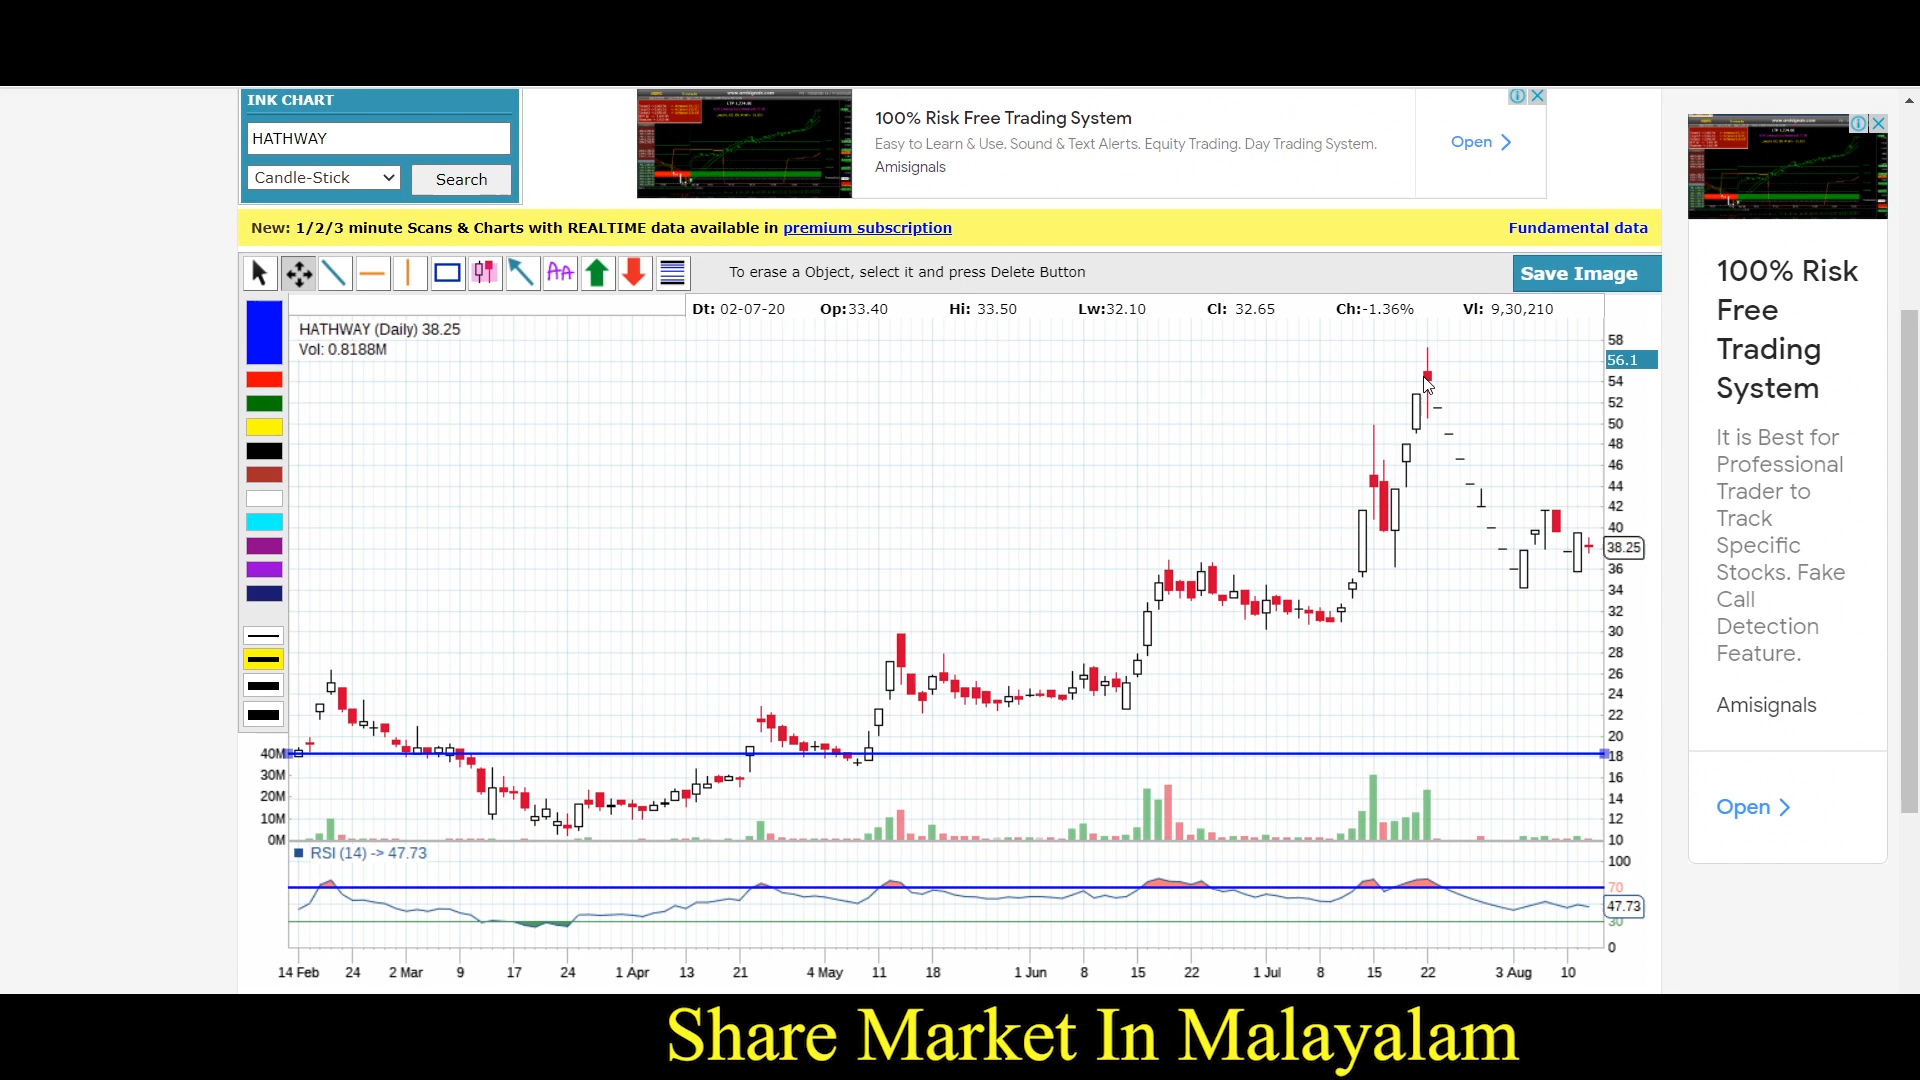 INK CHART
HATHWAY
Candle-Stick
Search
100% Risk Free Trading System
Easy to Learn & Use. Sound & Text Alerts. Equity Trading. Day Trading System.
Amisignals
Open
New: 1/2/3 minute Scans & Charts with REALTIME data available in premium subscription
Fundamental data
AA
To erase a Object, select it and press Delete Button
Save Image
Dt: 02-07-20 Op:33.40 Hi: 33.50 Lw:32.10 Cl: 32.65 Ch:-1.36% Vl: 9,30,210
HATHWAY (Daily) 38.25
Vol: 0.8188M
58
56.1
54
52
50
48
46
44
42
40
38.25
36
34
32
30
28
26
24
22
20
18
16
14
12
10
40M
30M
20M
10M
0M
RSI (14) -> 47.73
100
70
47.73
30
0
14 Feb 24 2 Mar 9 17 24 1 Apr 13 21 4 May 11 18 1 Jun 8 15 22 1 Jul 8 15 22 3 Aug 10
100% Risk
Free
Trading
System
It is Best for
Professional
Trader to
Track
Specific
Stocks. Fake
Call
Detection
Feature.
Amisignals
Open
Share Market In Malayalam